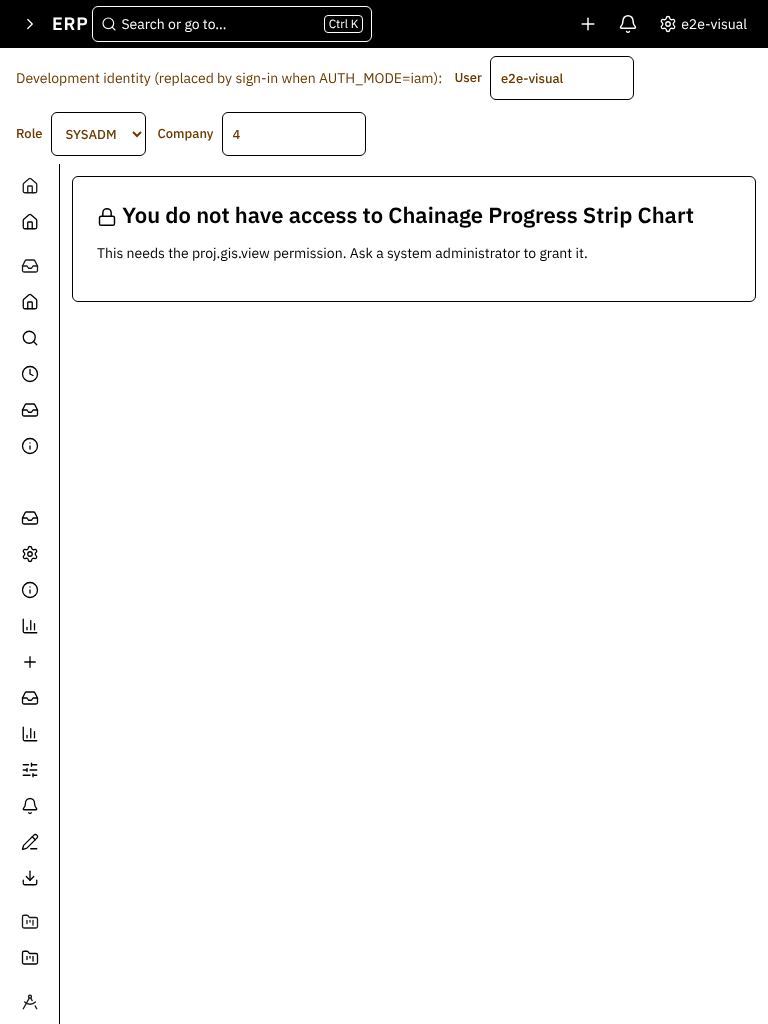 ERP Search or go to... Ctrl K e2e-visual
Development identity (replaced by sign-in when AUTH_MODE=iam): User e2e-visual
Role SYSADM Company 4
You do not have access to Chainage Progress Strip Chart
This needs the proj.gis.view permission. Ask a system administrator to grant it.